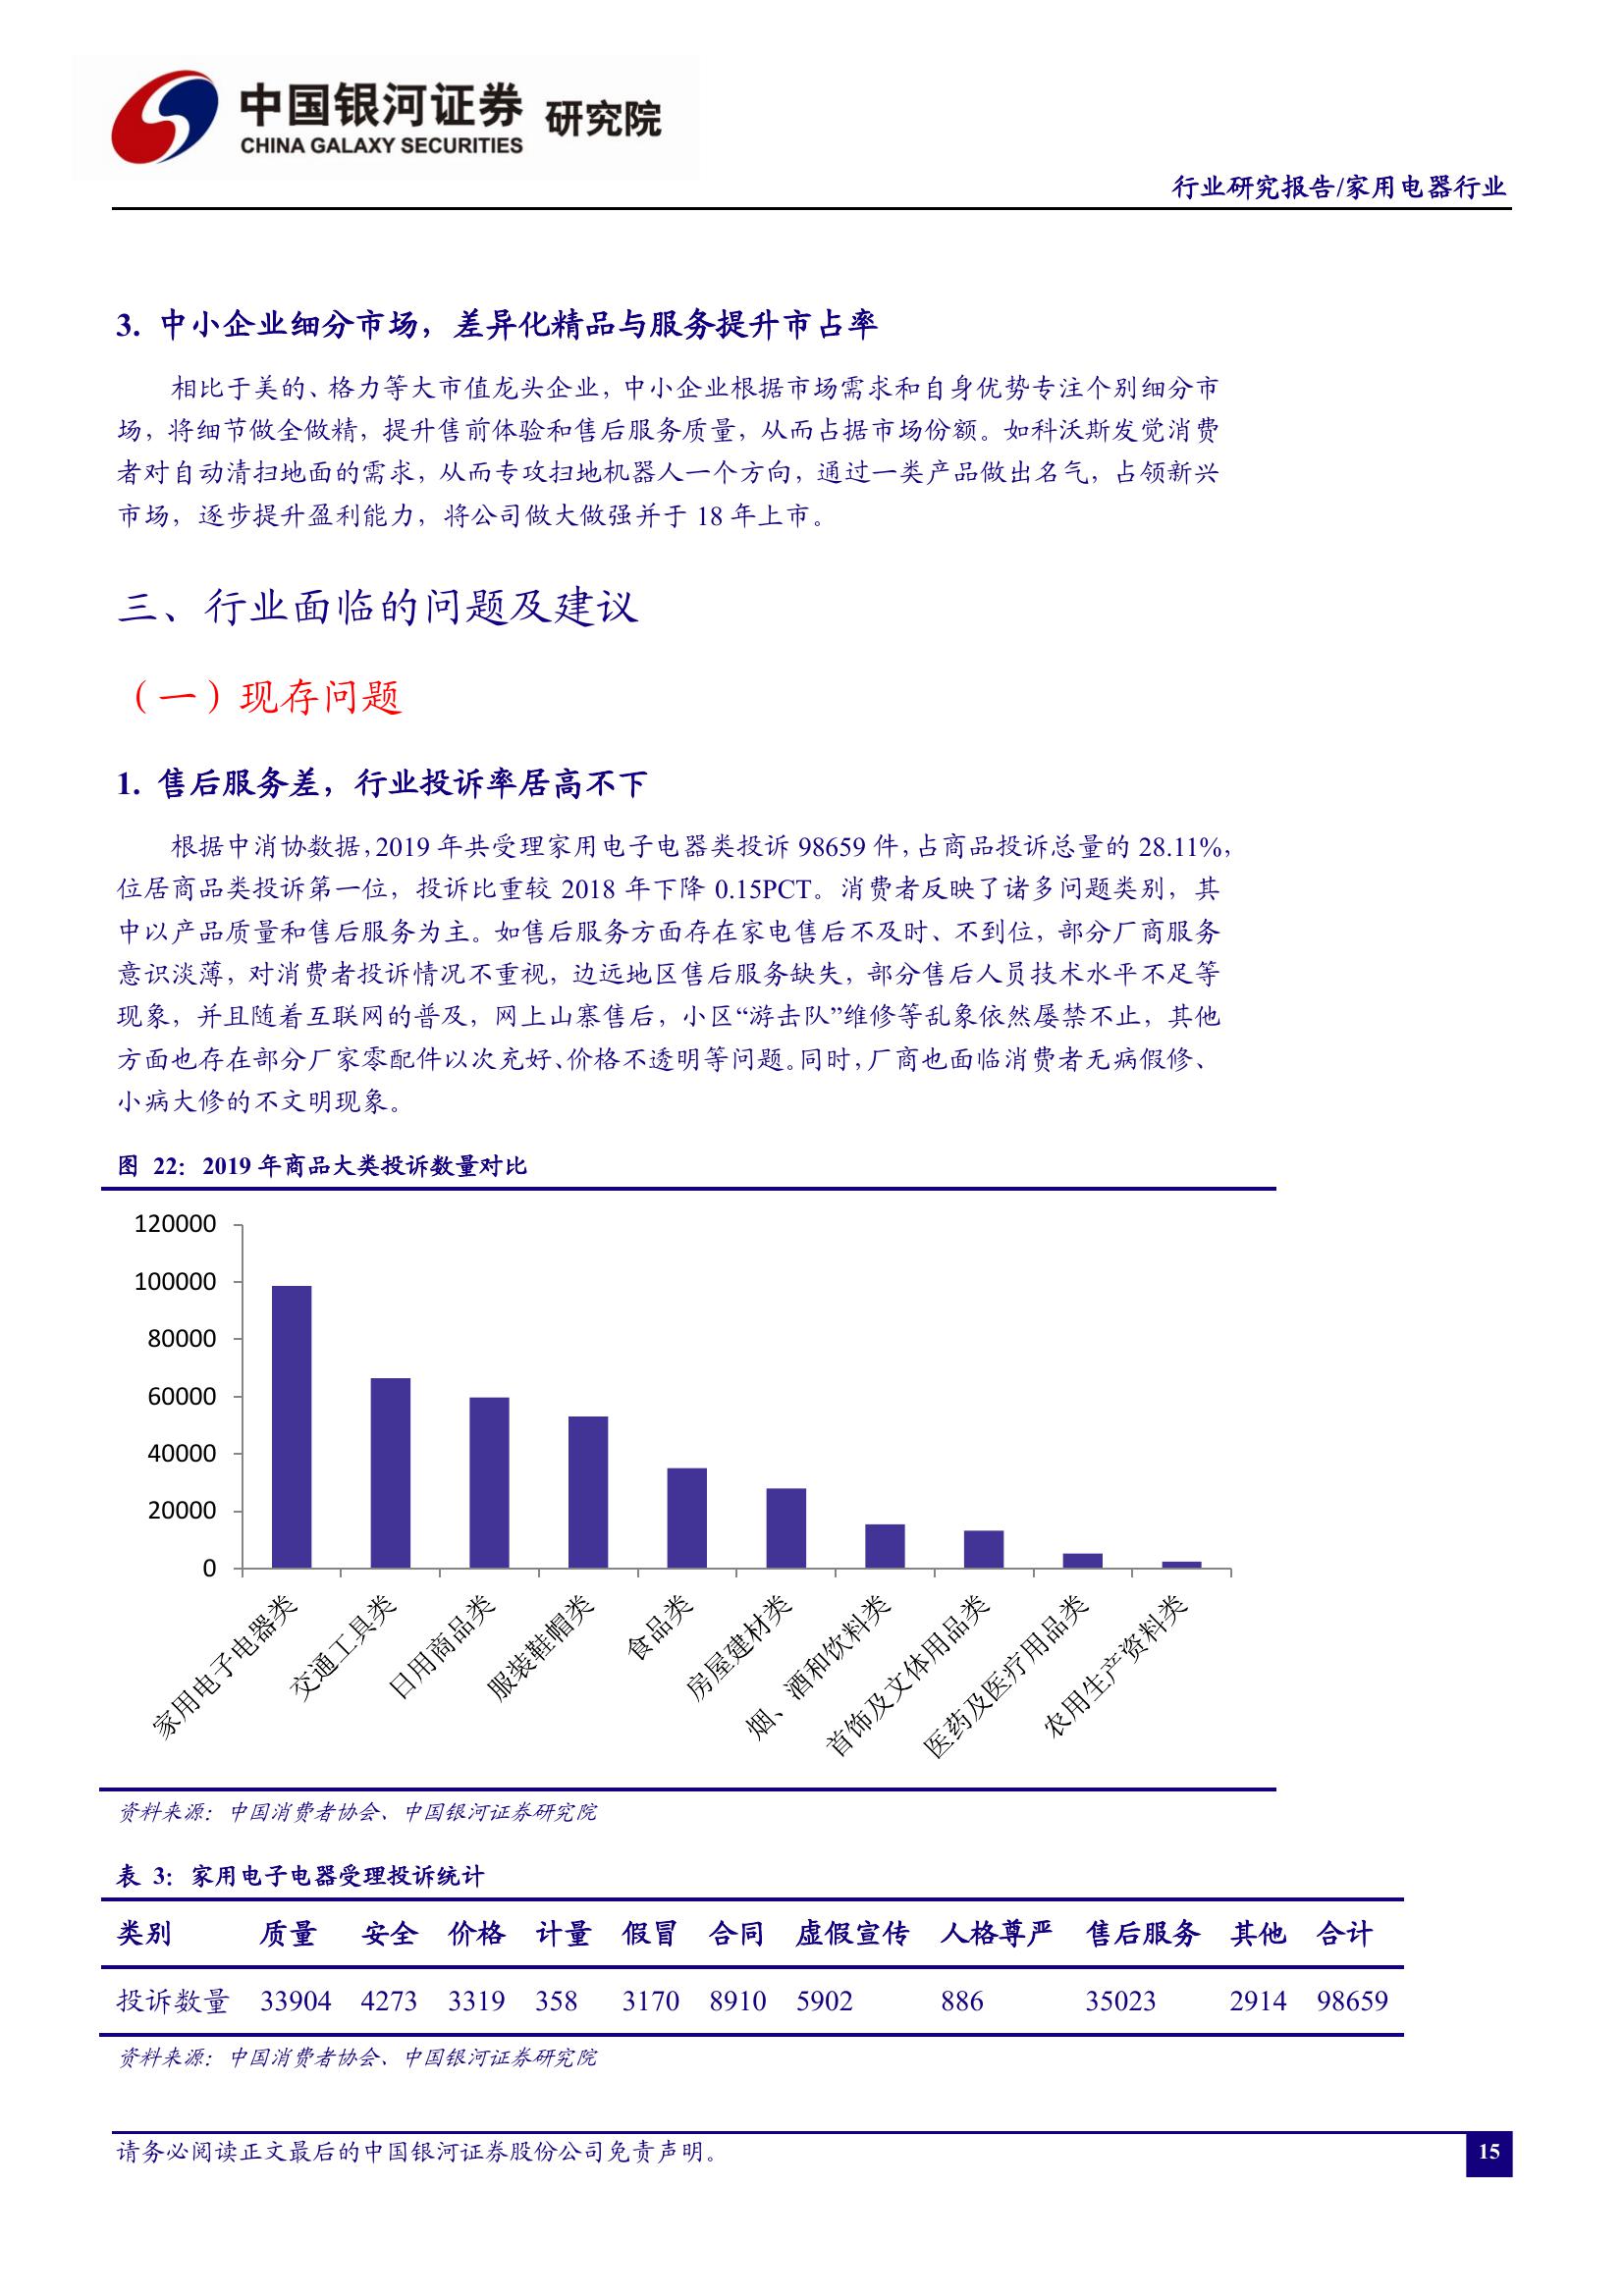 中国银河证券 研究院
CHINA GALAXY SECURITIES
行业研究报告/家用电器行业
3. 中小企业细分市场，差异化精品与服务提升市占率
相比于美的、格力等大市值龙头企业，中小企业根据市场需求和自身优势专注个别细分市
场，将细节做全做精，提升售前体验和售后服务质量，从而占据市场份额。如科沃斯发觉消费
者对自动清扫地面的需求，从而专攻扫地机器人一个方向，通过一类产品做出名气，占领新兴
市场，逐步提升盈利能力，将公司做大做强并于 18 年上市。
三、行业面临的问题及建议
（一）现存问题
1. 售后服务差，行业投诉率居高不下
根据中消协数据，2019 年共受理家用电子电器类投诉 98659 件，占商品投诉总量的 28.11%，
位居商品类投诉第一位，投诉比重较 2018 年下降 0.15PCT。消费者反映了诸多问题类别，其
中以产品质量和售后服务为主。如售后服务方面存在家电售后不及时、不到位，部分厂商服务
意识淡薄，对消费者投诉情况不重视，边远地区售后服务缺失，部分售后人员技术水平不足等
现象，并且随着互联网的普及，网上山寨售后，小区“游击队”维修等乱象依然屡禁不止，其他
方面也存在部分厂家零配件以次充好、价格不透明等问题。同时，厂商也面临消费者无病假修、
小病大修的不文明现象。
图 22：2019 年商品大类投诉数量对比
120000
100000
80000
60000
40000
20000
0
家用电子电器类
交通工具类
日用商品类
服装鞋帽类
食品类
房屋建材类
烟、酒和饮料类
首饰及文体用品类
医药及医疗用品类
农用生产资料类
资料来源：中国消费者协会、中国银河证券研究院
表 3：家用电子电器受理投诉统计
类别 质量 安全 价格 计量 假冒 合同 虚假宣传 人格尊严 售后服务 其他 合计
投诉数量 33904 4273 3319 358 3170 8910 5902 886 35023 2914 98659
资料来源：中国消费者协会、中国银河证券研究院
请务必阅读正文最后的中国银河证券股份公司免责声明。
15